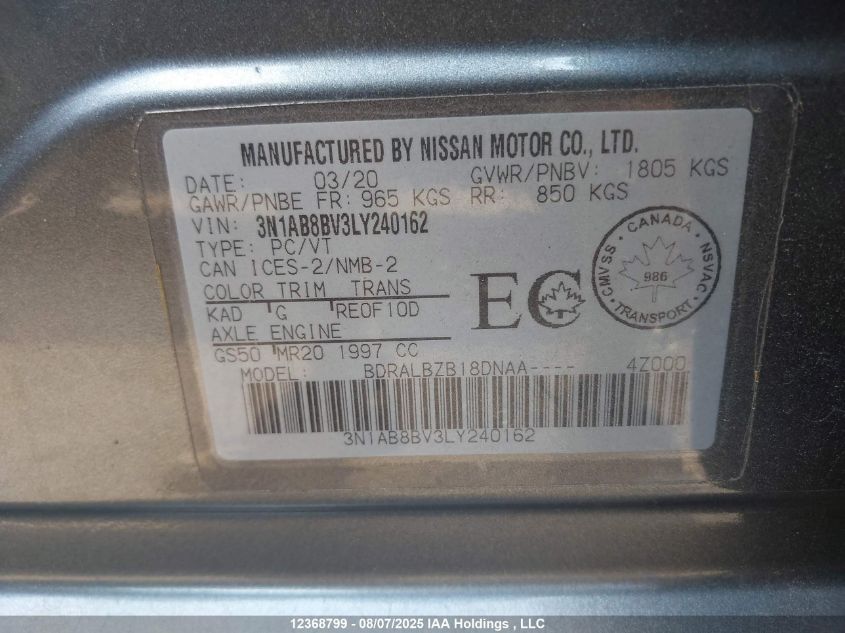 MANUFACTURED BY NISSAN MOTOR CO., LTD.
DATE: 03/20 GVWR/PNBV: 1805 KGS
GAWR/PNBE FR: 965 KGS RR: 850 KGS
VIN: 3N1AB8BV3LY240162
TYPE: PC/VT
CAN ICES-2/NMB-2
COLOR TRIM TRANS
KAD G RE0F10D
AXLE ENGINE
GS50 MR20 1997 CC
MODEL: BDRALBZB18DNAA---- 4Z000
3N1AB8BV3LY240162
EC
CANADA
CMVSS NSVAC
986
TRANSPORT
12368799 - 08/07/2025 IAA Holdings , LLC